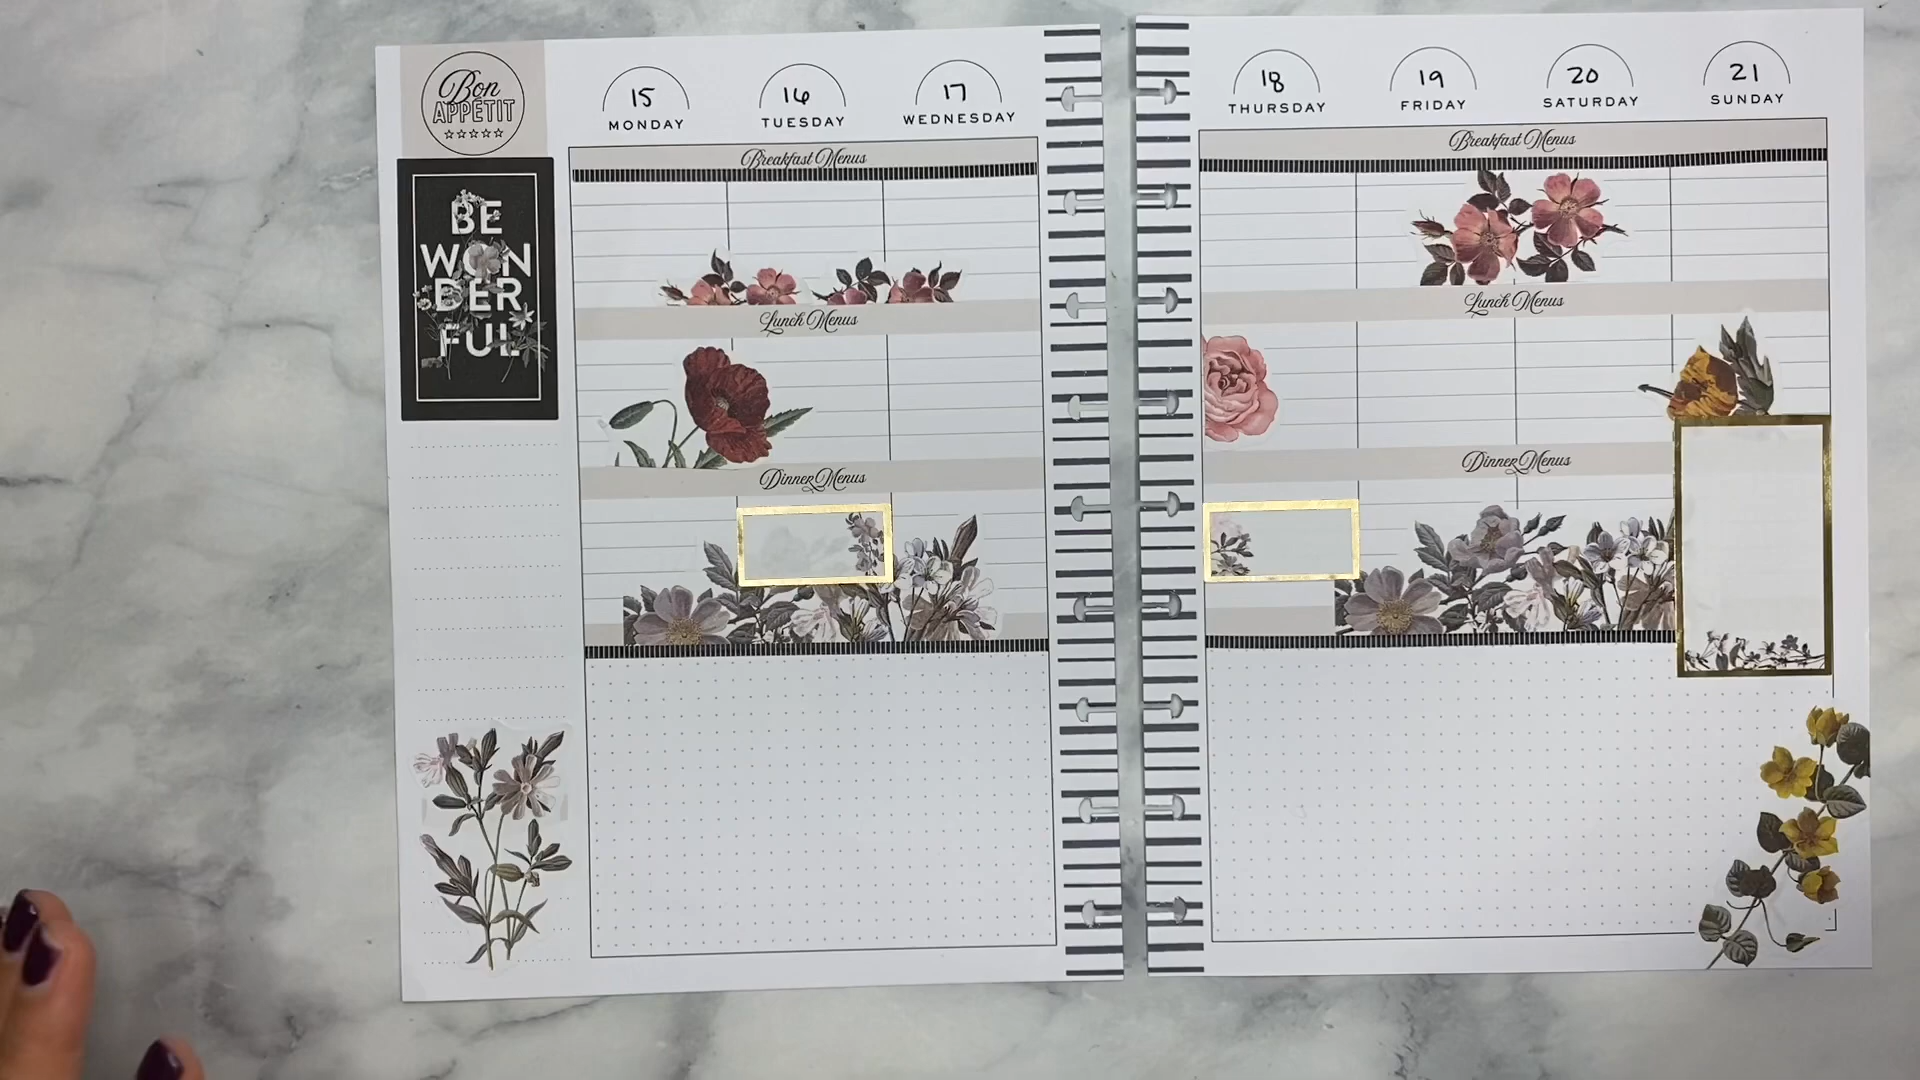 Bon
APPÉTIT
BE
WON
DER
FUL
15
MONDAY
16
TUESDAY
17
WEDNESDAY
Breakfast Menus
Lunch Menus
Dinner Menus
18
THURSDAY
19
FRIDAY
20
SATURDAY
21
SUNDAY
Breakfast Menus
Lunch Menus
Dinner Menus